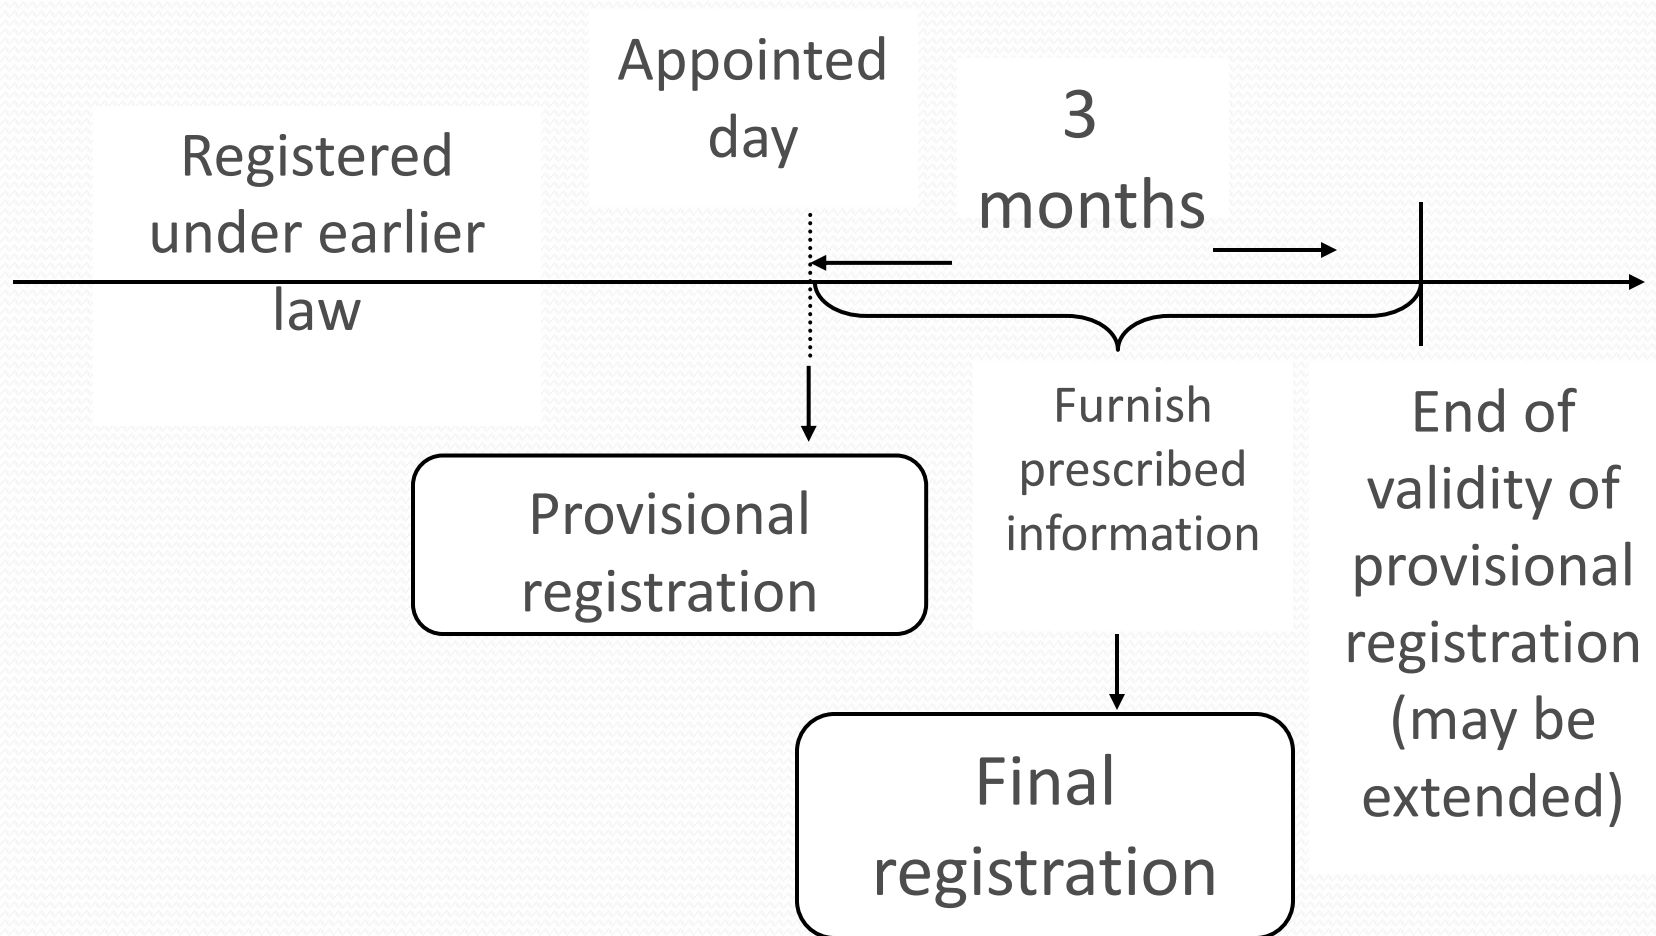 Appointed
day
3
months
Registered
under earlier
law
Provisional
registration
Furnish
prescribed
information
Final
registration
End of
validity of
provisional
registration
(may be
extended)